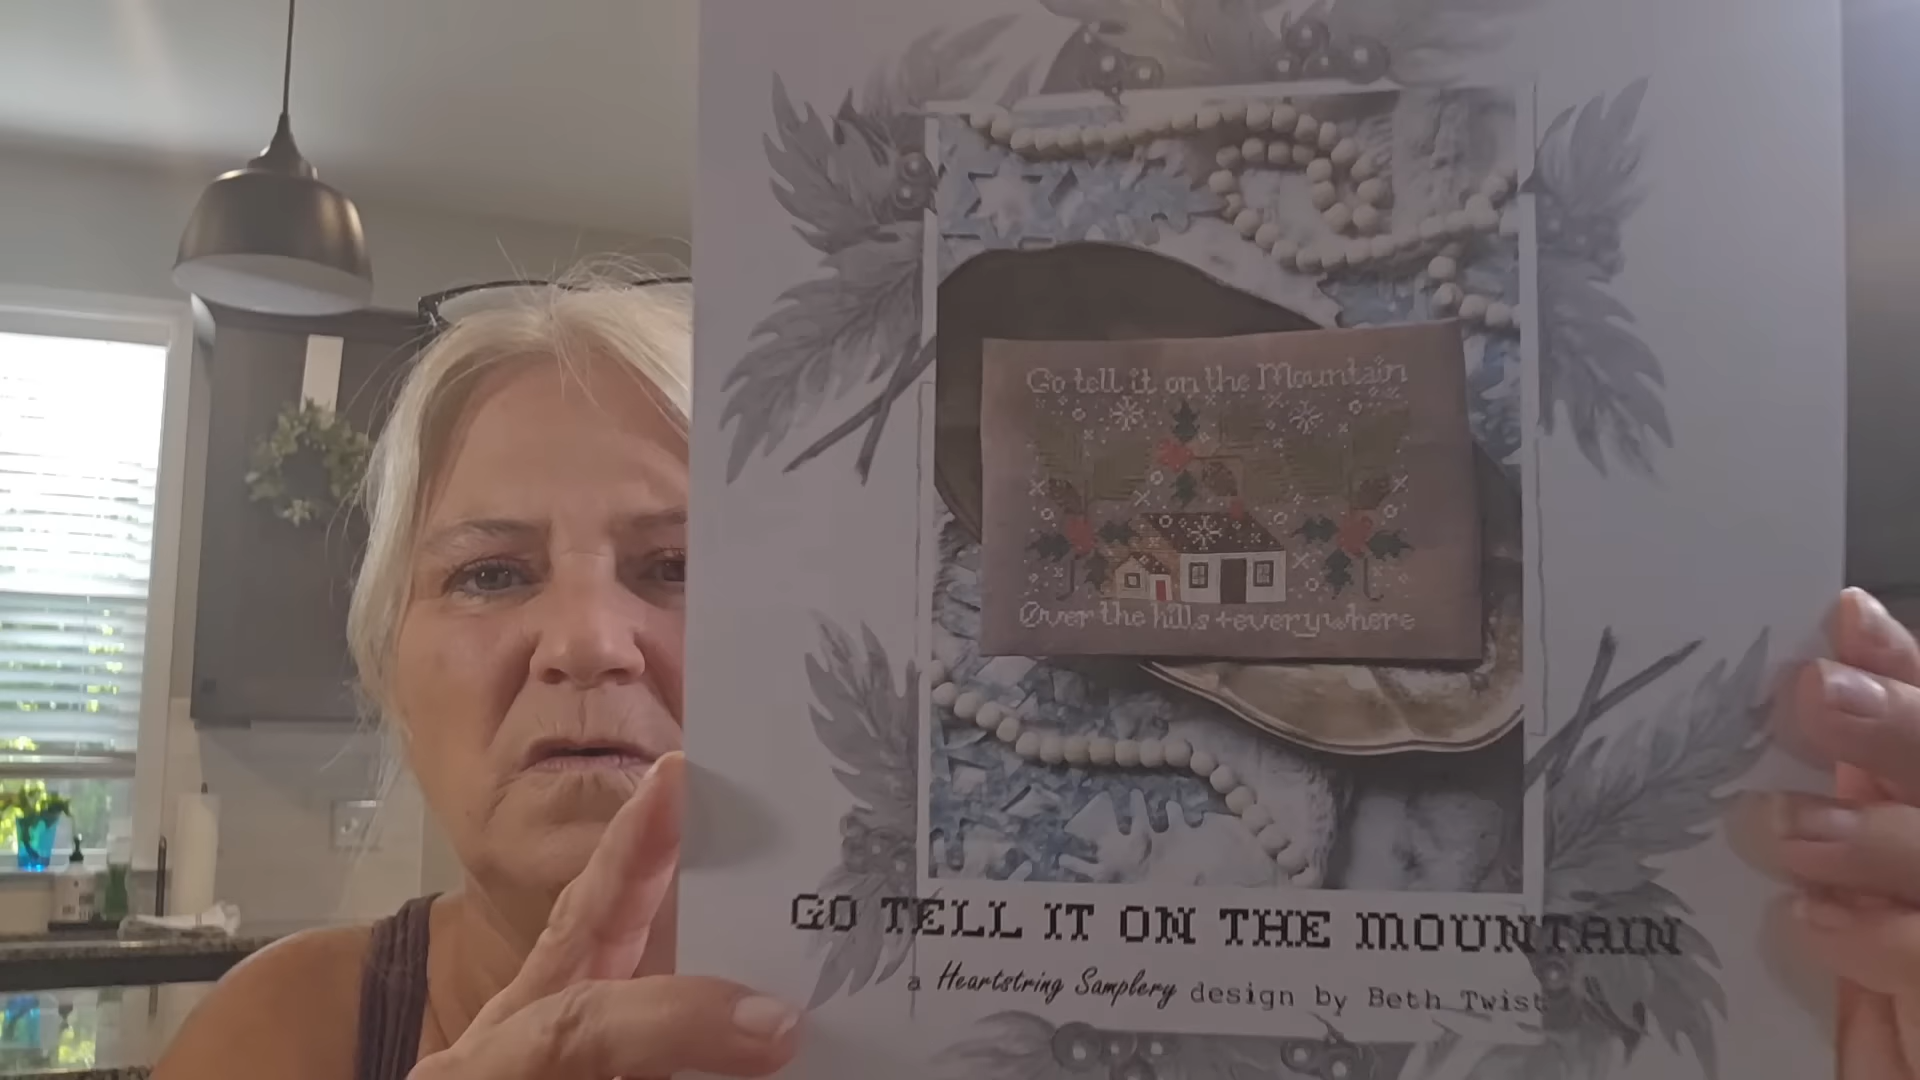 Go tell it on the Mountain
Over the hills + everywhere
GO TELL IT ON THE MOUNTAIN
a Heartstring Samplery design by Beth Twist